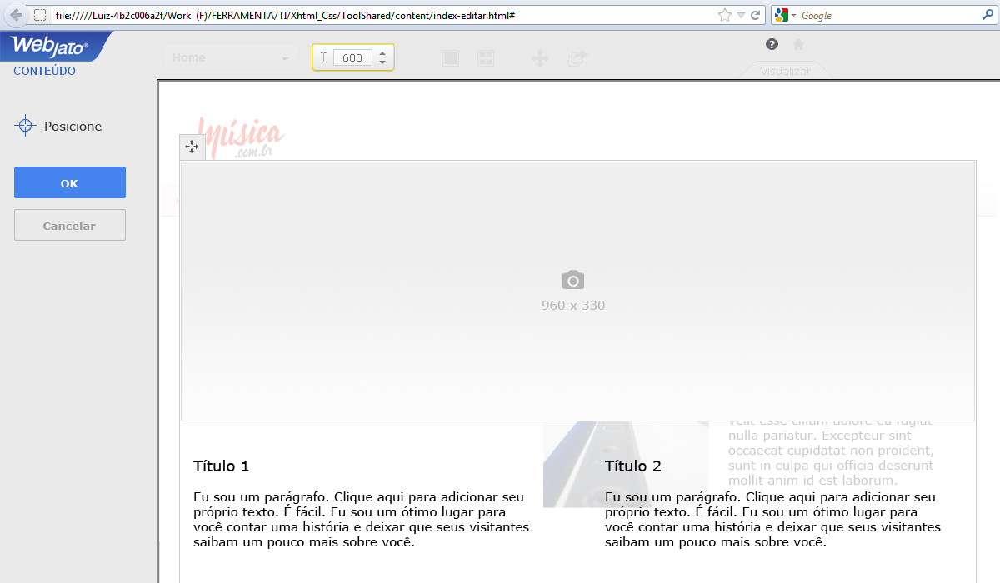 file://///Luiz-4b2c006a2f/Work (F)/FERRAMENTA/TI/Xhtml_Css/ToolShared/content/index-editar.html#
Google
WebJato®
Home
600
Visualizar
CONTEÚDO
Posicione
OK
Cancelar
música
.com.br
H
960 x 330
velit esse cillum dolore eu fugiat
nulla pariatur. Excepteur sint
occaecat cupidatat non proident,
sunt in culpa qui officia deserunt
mollit anim id est laborum.
Título 1
Eu sou um parágrafo. Clique aqui para adicionar seu
próprio texto. É fácil. Eu sou um ótimo lugar para
você contar uma história e deixar que seus visitantes
saibam um pouco mais sobre você.
Título 2
Eu sou um parágrafo. Clique aqui para adicionar seu
próprio texto. É fácil. Eu sou um ótimo lugar para
você contar uma história e deixar que seus visitantes
saibam um pouco mais sobre você.